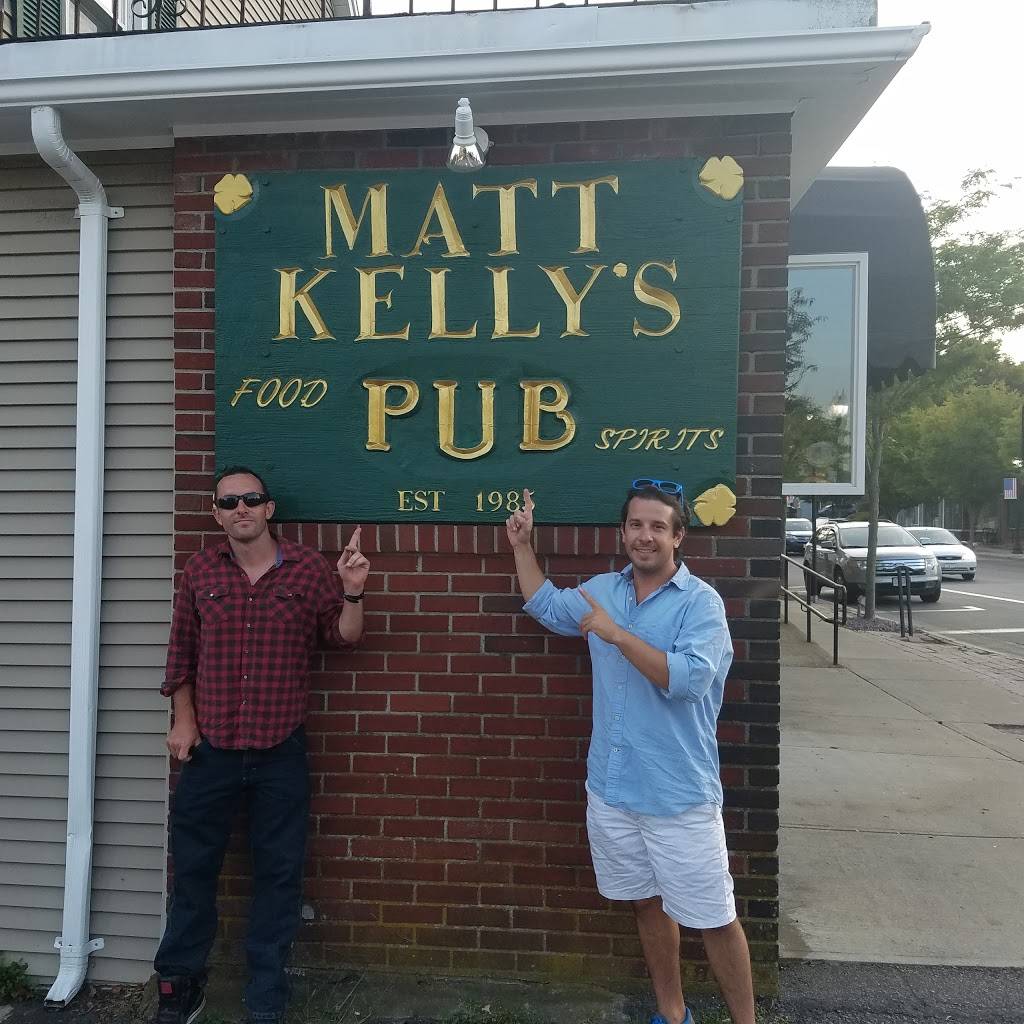 MATT
KELLY'S
FOOD PUB SPIRITS
EST